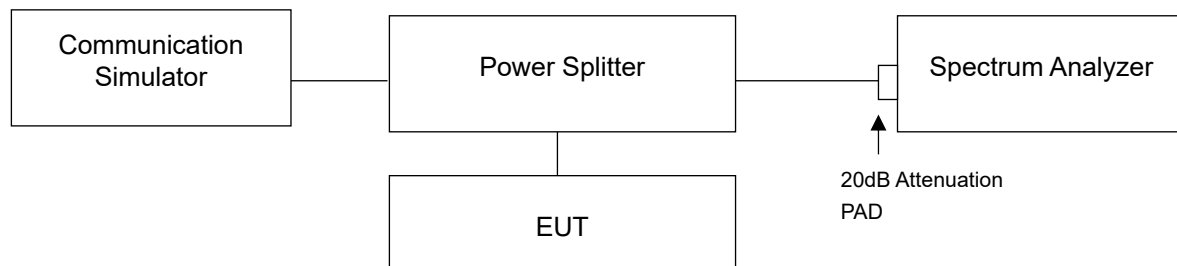 Communication
Simulator
Power Splitter
Spectrum Analyzer
20dB Attenuation
PAD
EUT